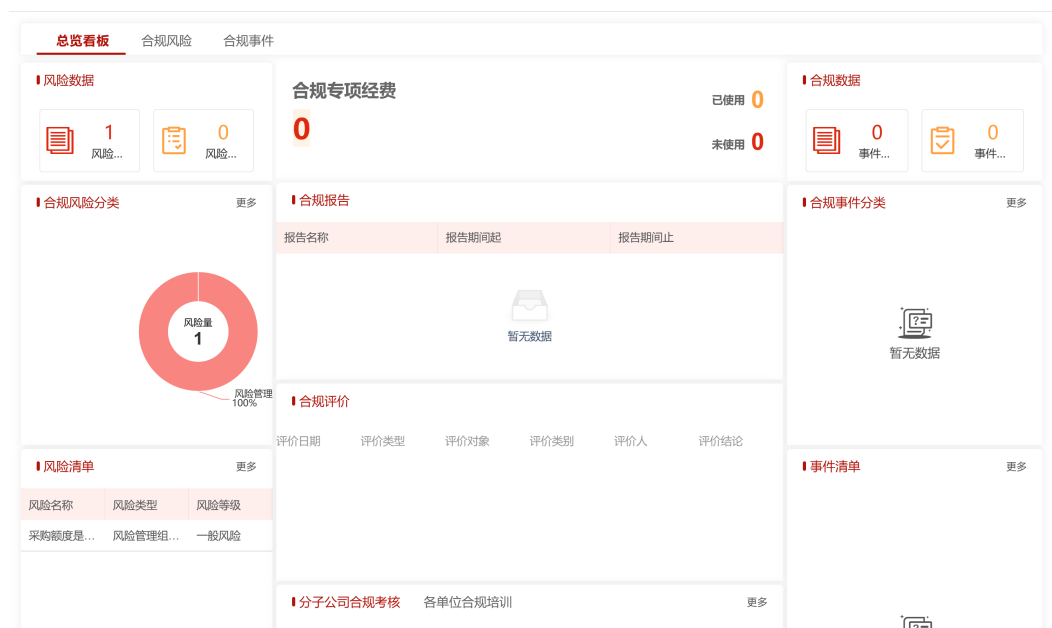 总览看板 合规风险 合规事件
风险数据
1
风险...
0
风险...
合规专项经费
0
已使用 0
未使用 0
合规数据
0
事件...
0
事件...
合规风险分类 更多
风险量
1
风险管理
100%
合规报告
报告名称 报告期间起 报告期间止
暂无数据
合规事件分类 更多
暂无数据
合规评价
评价日期 评价类型 评价对象 评价类别 评价人 评价结论
风险清单 更多
风险名称 风险类型 风险等级
采购额度是... 风险管理组... 一般风险
事件清单 更多
分子公司合规考核 各单位合规培训 更多